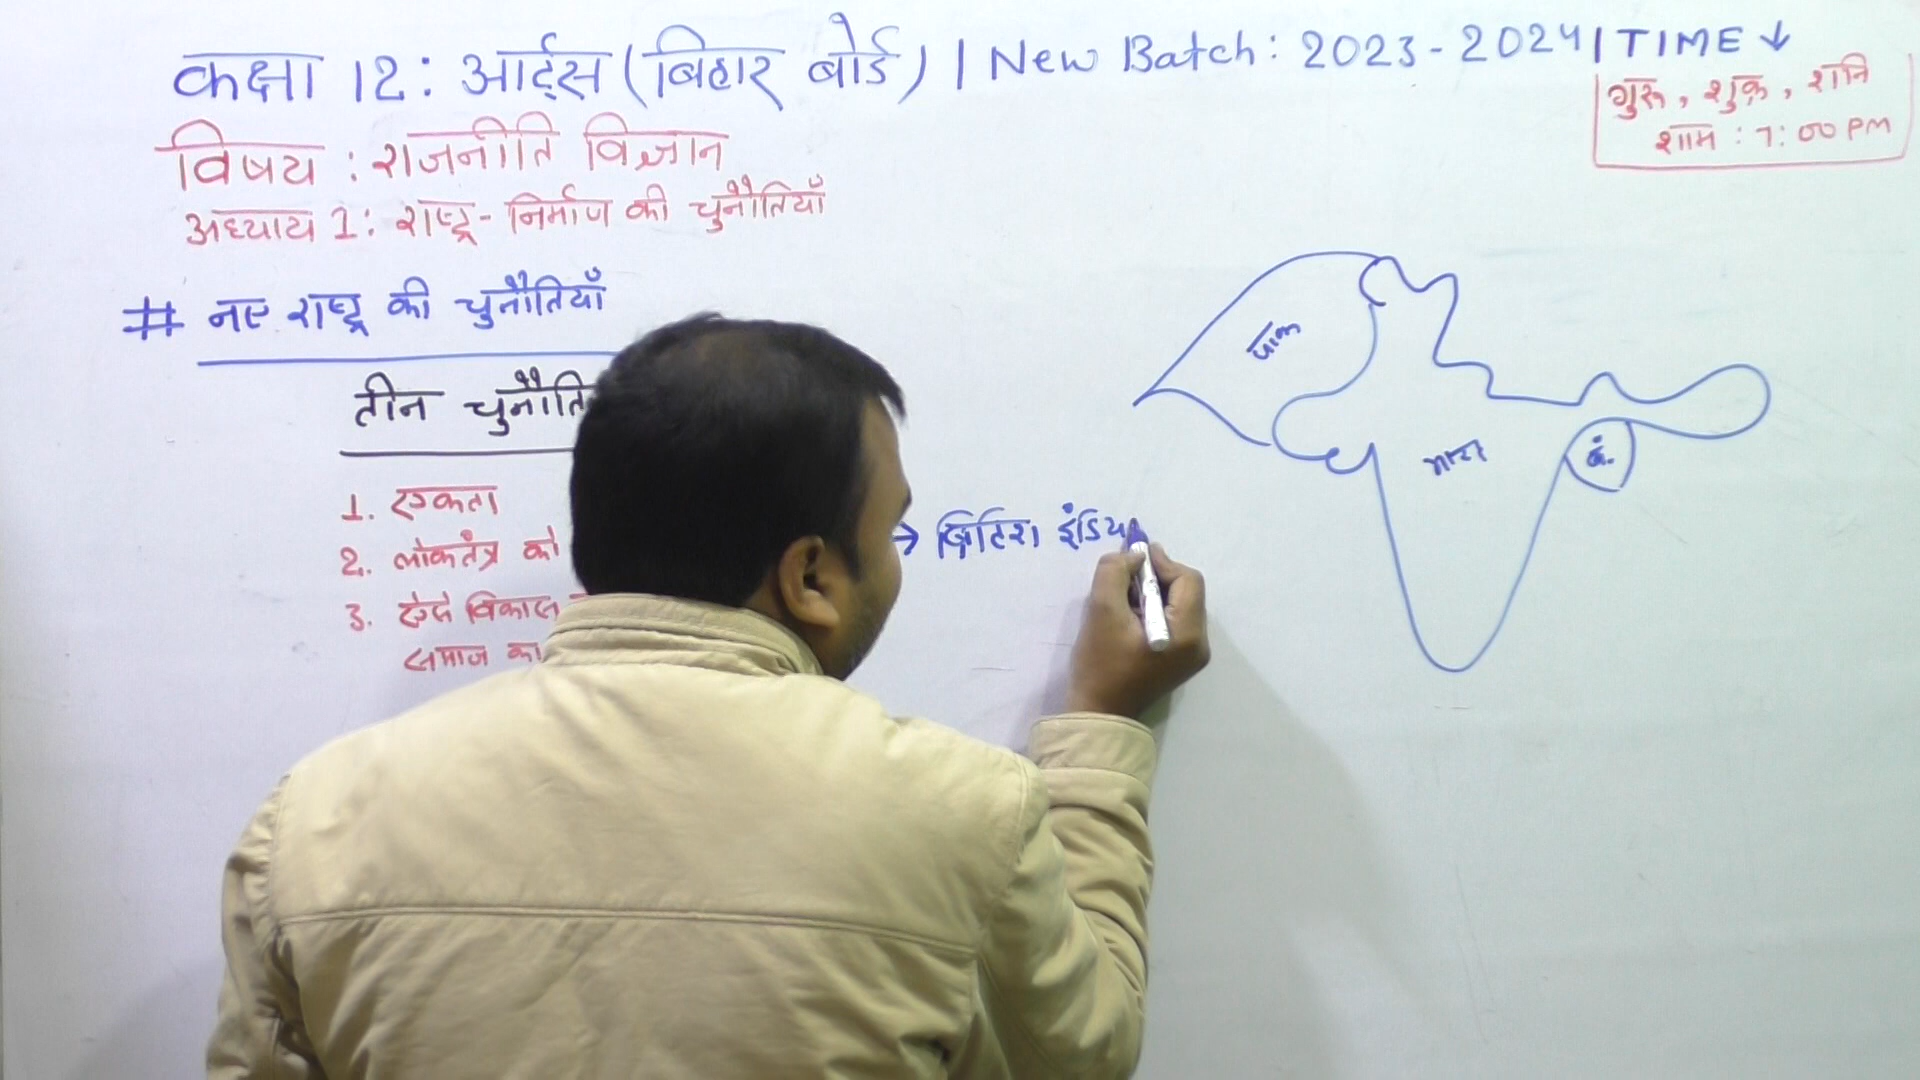 कक्षा 12: आर्ट्स (बिहार बोर्ड) | New Batch: 2023-2024 | TIME ↓
गुरु, शुक्र, शनि
शाम : 7:00 PM
विषय : राजनीति विज्ञान
अध्याय 1: राष्ट्र-निर्माण की चुनौतियाँ
# नए राष्ट्र की चुनौतियाँ
तीन चुनौति
1. एकता
2. लोकतंत्र को
3. ऐसे विकास
समाज का
→ ब्रिटिश इंडिया
पाक
भारत
बं.